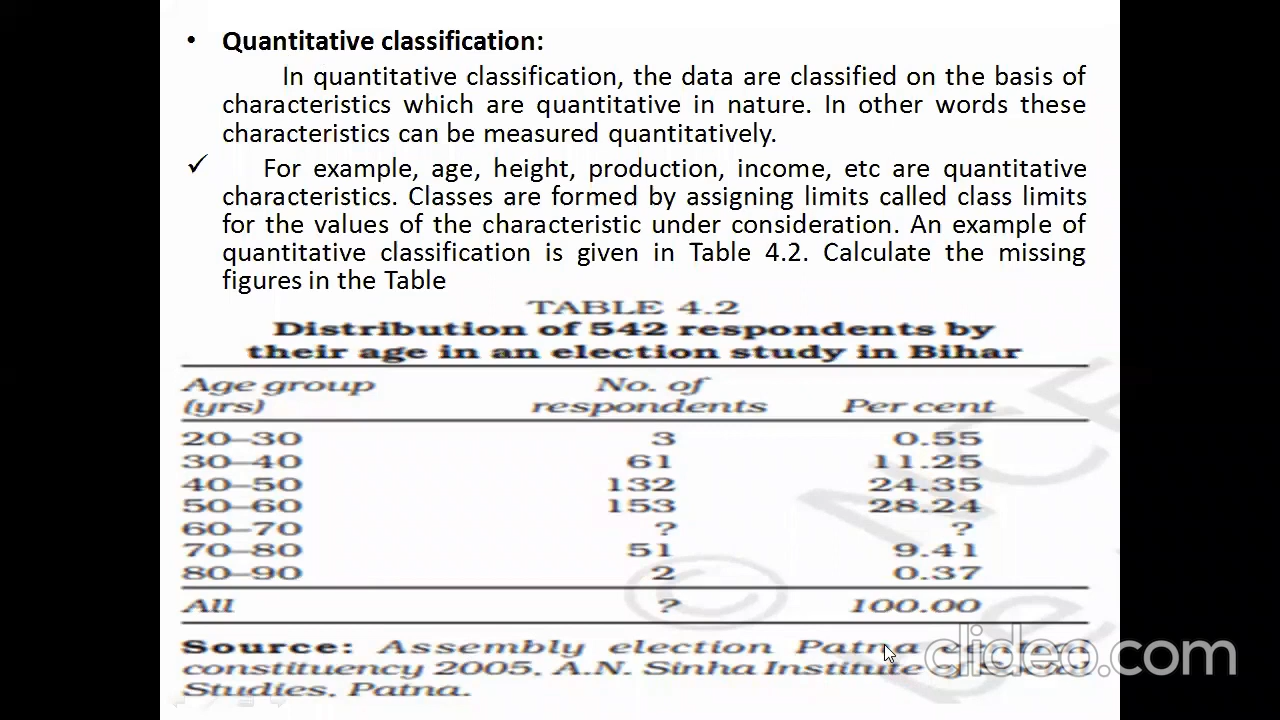 • Quantitative classification:
In quantitative classification, the data are classified on the basis of
characteristics which are quantitative in nature. In other words these
characteristics can be measured quantitatively.
✓ For example, age, height, production, income, etc are quantitative
characteristics. Classes are formed by assigning limits called class limits
for the values of the characteristic under consideration. An example of
quantitative classification is given in Table 4.2. Calculate the missing
figures in the Table
TABLE 4.2
Distribution of 542 respondents by
their age in an election study in Bihar
Age group (yrs) No. of respondents Per cent
20–30 3 0.55
30–40 61 11.25
40–50 132 24.35
50–60 153 28.24
60–70 ? ?
70–80 51 9.41
80–90 2 0.37
All ? 100.00
Source: Assembly election Patna
constituency 2005, A.N. Sinha Institute
Studies, Patna.
clideo.com